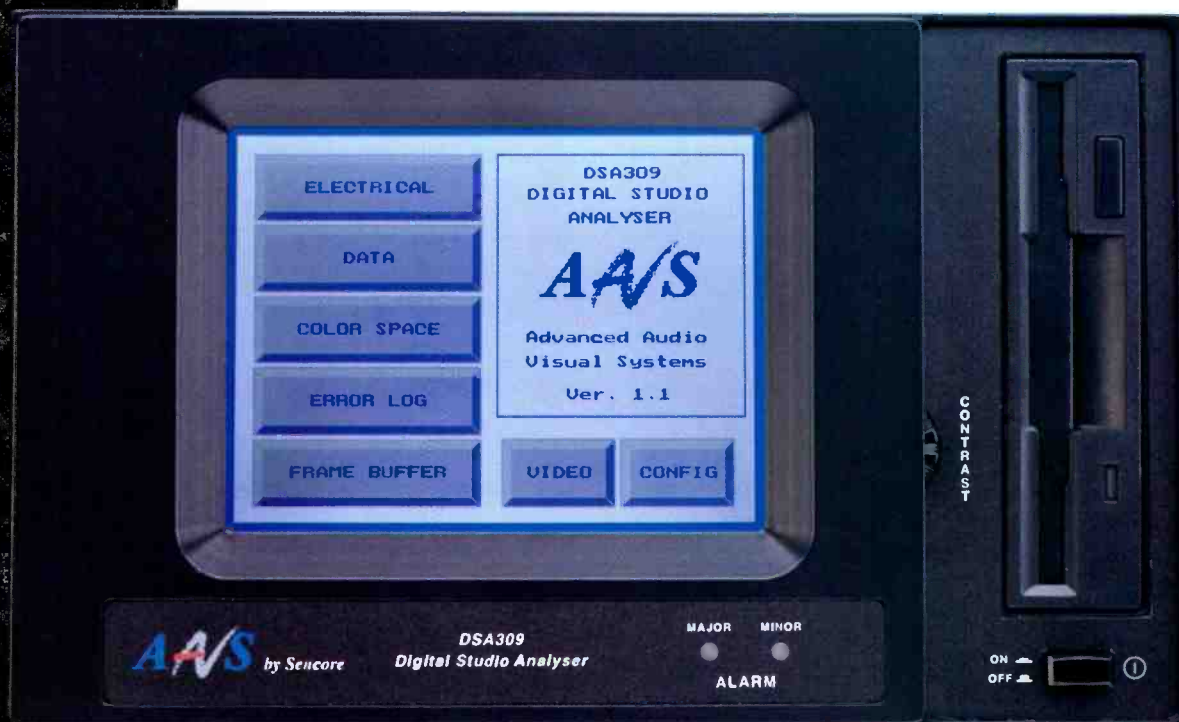 ELECTRICAL
DATA
COLOR SPACE
ERROR LOG
FRAME BUFFER
DSA309
DIGITAL STUDIO
ANALYSER
AAVS
Advanced Audio
Visual Systems
Ver. 1.1
VIDEO
CONFIG
CONTRAST
AAVS by Sencore
DSA309
Digital Studio Analyser
MAJOR
MINOR
ALARM
ON
OFF